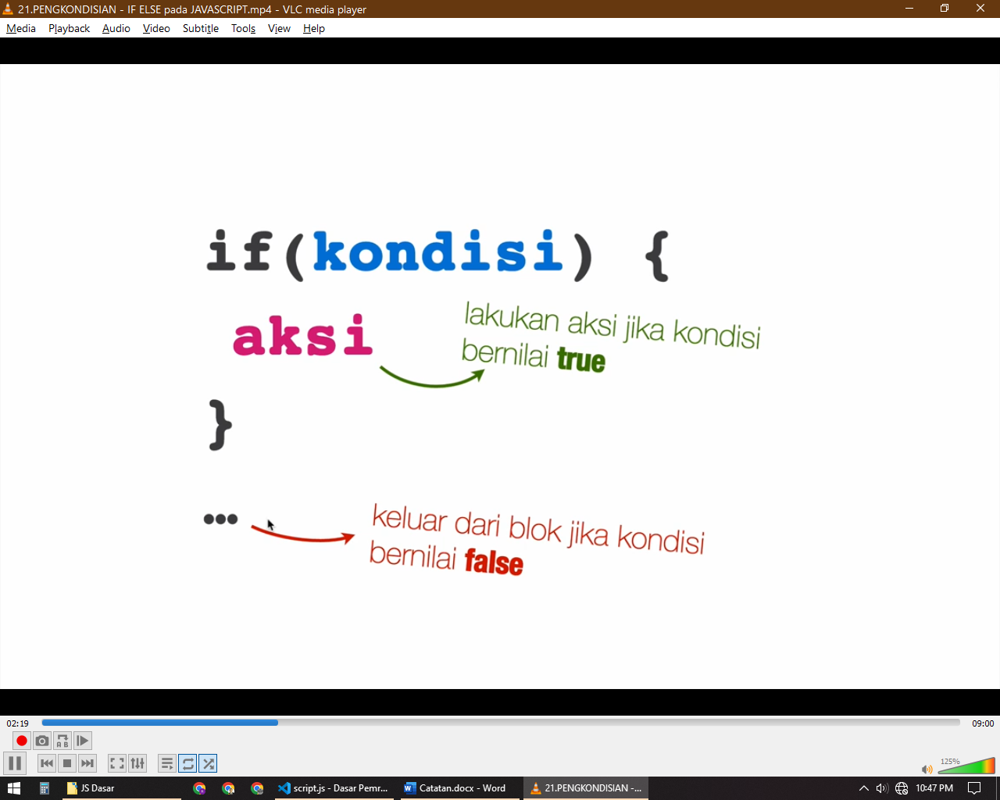 21.PENGKONDISIAN - IF ELSE pada JAVASCRIPT.mp4 - VLC media player
Media Playback Audio Video Subtitle Tools View Help
if(kondisi) {
aksi
lakukan aksi jika kondisi
bernilai true
}
...
keluar dari blok jika kondisi
bernilai false
02:19
09:00
A B
125%
JS Dasar
script.js - Dasar Pemr...
Catatan.docx - Word
21.PENGKONDISIAN -...
10:47 PM